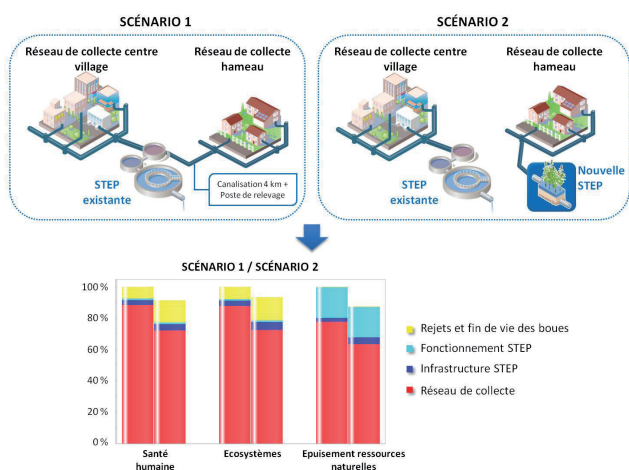 SCÉNARIO 1
Réseau de collecte centre
village
Réseau de collecte
hameau
STEP
existante
Canalisation 4 km +
Poste de relevage
SCÉNARIO 2
Réseau de collecte centre
village
Réseau de collecte
hameau
STEP
existante
Nouvelle
STEP
SCÉNARIO 1 / SCÉNARIO 2
100 %
80 %
60 %
40 %
20 %
0 %
Santé
humaine
Ecosystèmes
Epuisement ressources
naturelles
Rejets et fin de vie des boues
Fonctionnement STEP
Infrastructure STEP
Réseau de collecte